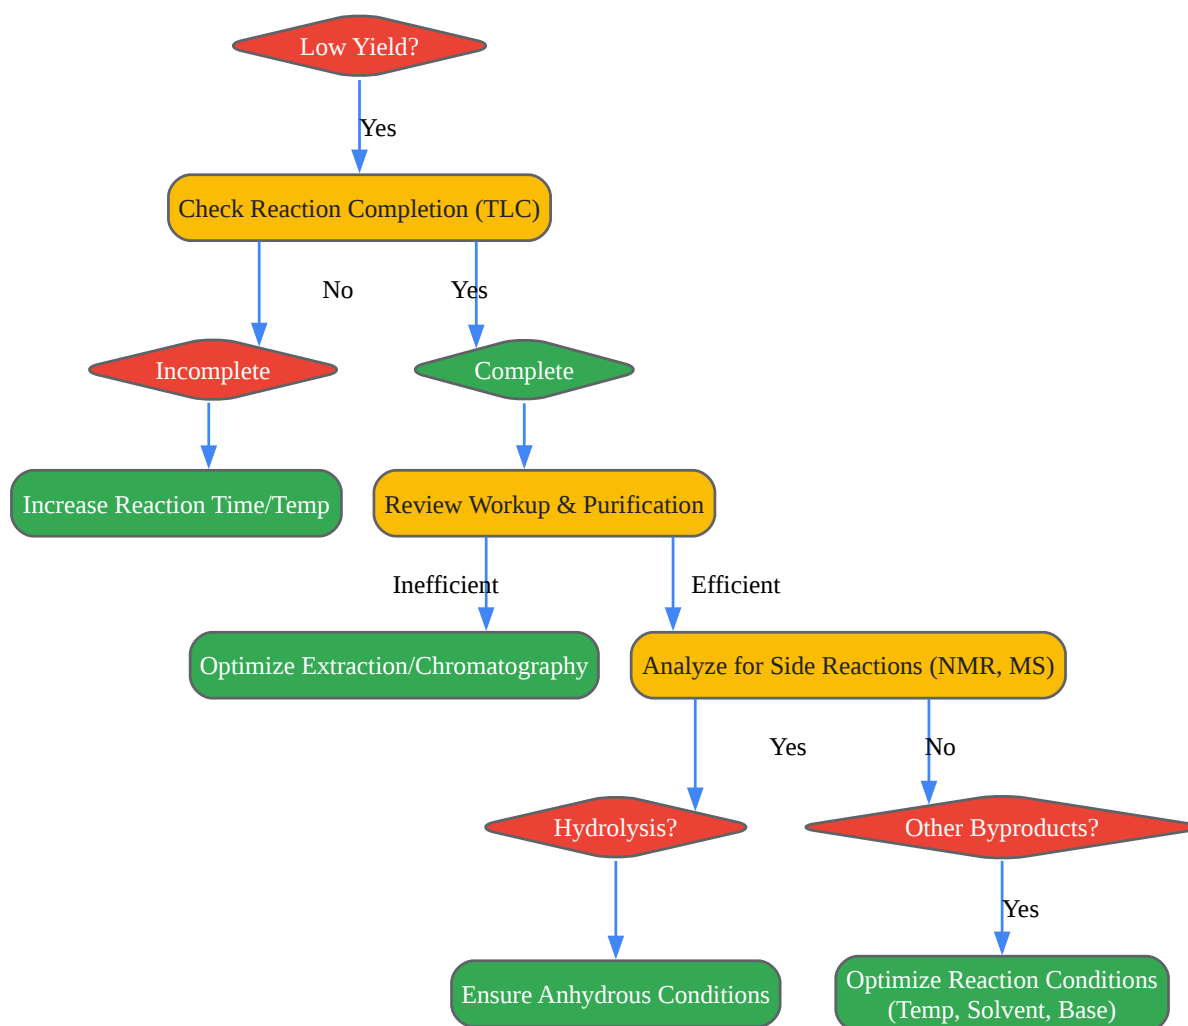 Low Yield?
Yes
Check Reaction Completion (TLC)
No
Yes
Incomplete
Complete
Increase Reaction Time/Temp
Review Workup & Purification
Inefficient
Efficient
Optimize Extraction/Chromatography
Analyze for Side Reactions (NMR, MS)
Yes
No
Hydrolysis?
Other Byproducts?
Yes
Ensure Anhydrous Conditions
Optimize Reaction Conditions
(Temp, Solvent, Base)